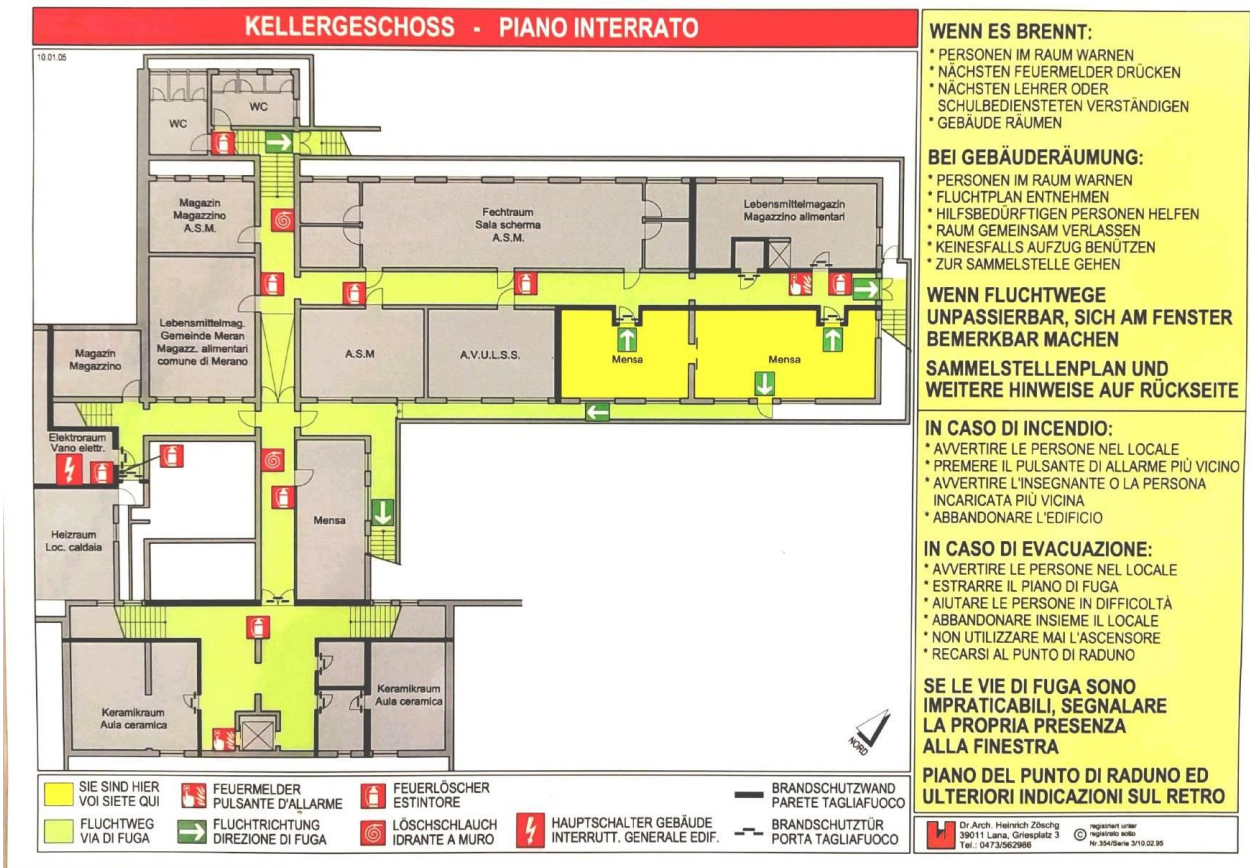 KELLERGESCHOSS - PIANO INTERRATO
10.01.05
WC
WC
Magazin
Magazzino
A.S.M.
Fechtraum
Sala scherma
A.S.M.
Lebensmittelmagazin
Magazzino alimentari
Lebensmittelmag.
Gemeinde Meran
Magazz. alimentari
comune di Merano
Magazin
Magazzino
A.S.M
A.V.U.L.S.S.
Mensa
Mensa
Elektroraum
Vano elettr.
Heizraum
Loc. caldaia
Mensa
Keramikraum
Aula ceramica
Keramikraum
Aula ceramica
NORD
SIE SIND HIER
VOI SIETE QUI
FLUCHTWEG
VIA DI FUGA
FEUERMELDER
PULSANTE D'ALLARME
FLUCHTRICHTUNG
DIREZIONE DI FUGA
FEUERLÖSCHER
ESTINTORE
LÖSCHSCHLAUCH
IDRANTE A MURO
HAUPTSCHALTER GEBÄUDE
INTERRUTT. GENERALE EDIF.
BRANDSCHUTZWAND
PARETE TAGLIAFUOCO
BRANDSCHUTZTÜR
PORTA TAGLIAFUOCO
WENN ES BRENNT:
* PERSONEN IM RAUM WARNEN
* NÄCHSTEN FEUERMELDER DRÜCKEN
* NÄCHSTEN LEHRER ODER
SCHULBEDIENSTETEN VERSTÄNDIGEN
* GEBÄUDE RÄUMEN
BEI GEBÄUDERÄUMUNG:
* PERSONEN IM RAUM WARNEN
* FLUCHTPLAN ENTNEHMEN
* HILFSBEDÜRFTIGEN PERSONEN HELFEN
* RAUM GEMEINSAM VERLASSEN
* KEINESFALLS AUFZUG BENÜTZEN
* ZUR SAMMELSTELLE GEHEN
WENN FLUCHTWEGE
UNPASSIERBAR, SICH AM FENSTER
BEMERKBAR MACHEN
SAMMELSTELLENPLAN UND
WEITERE HINWEISE AUF RÜCKSEITE
IN CASO DI INCENDIO:
* AVVERTIRE LE PERSONE NEL LOCALE
* PREMERE IL PULSANTE DI ALLARME PIÙ VICINO
* AVVERTIRE L'INSEGNANTE O LA PERSONA
INCARICATA PIÙ VICINA
* ABBANDONARE L'EDIFICIO
IN CASO DI EVACUAZIONE:
* AVVERTIRE LE PERSONE NEL LOCALE
* ESTRARRE IL PIANO DI FUGA
* AIUTARE LE PERSONE IN DIFFICOLTÀ
* ABBANDONARE INSIEME IL LOCALE
* NON UTILIZZARE MAI L'ASCENSORE
* RECARSI AL PUNTO DI RADUNO
SE LE VIE DI FUGA SONO
IMPRATICABILI, SEGNALARE
LA PROPRIA PRESENZA
ALLA FINESTRA
PIANO DEL PUNTO DI RADUNO ED
ULTERIORI INDICAZIONI SUL RETRO
Dr.Arch. Heinrich Zöschg
39011 Lana, Griesplatz 3
Tel.: 0473/562986
© registriert unter
registrato sotto
Nr.354/Serie 3/10.02.95